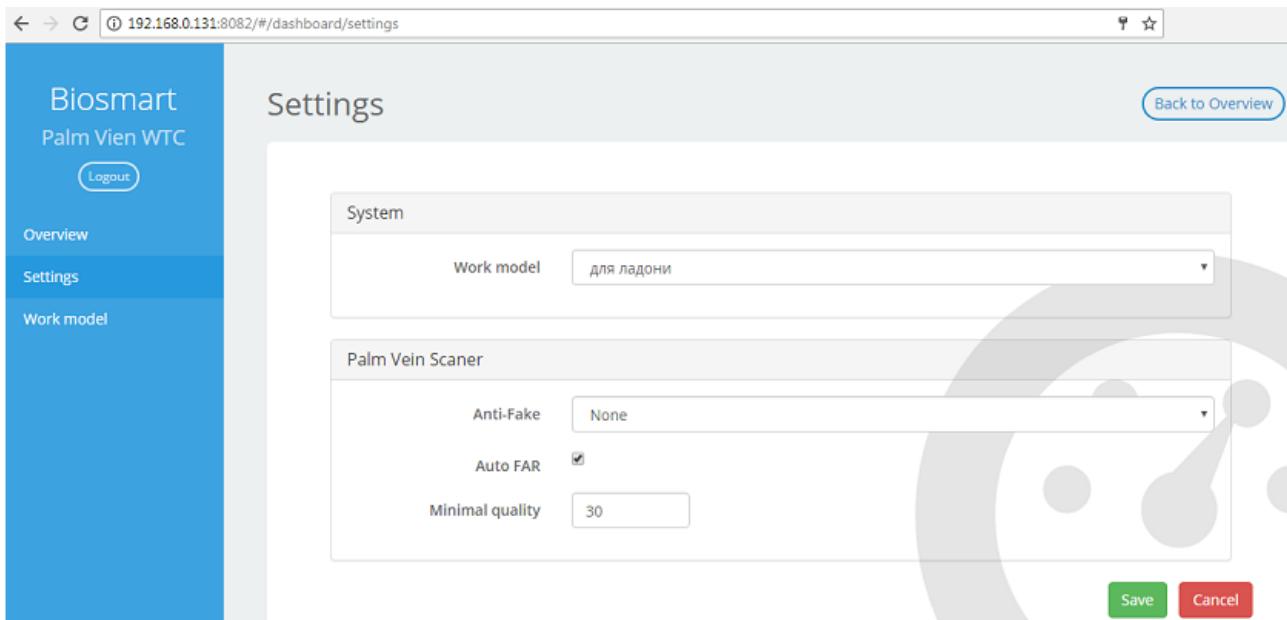 192.168.0.131:8082/#/dashboard/settings
Biosmart
Palm Vien WTC
Logout
Overview
Settings
Work model
Settings
Back to Overview
System
Work model для ладони
Palm Vein Scaner
Anti-Fake None
Auto FAR
Minimal quality 30
Save Cancel